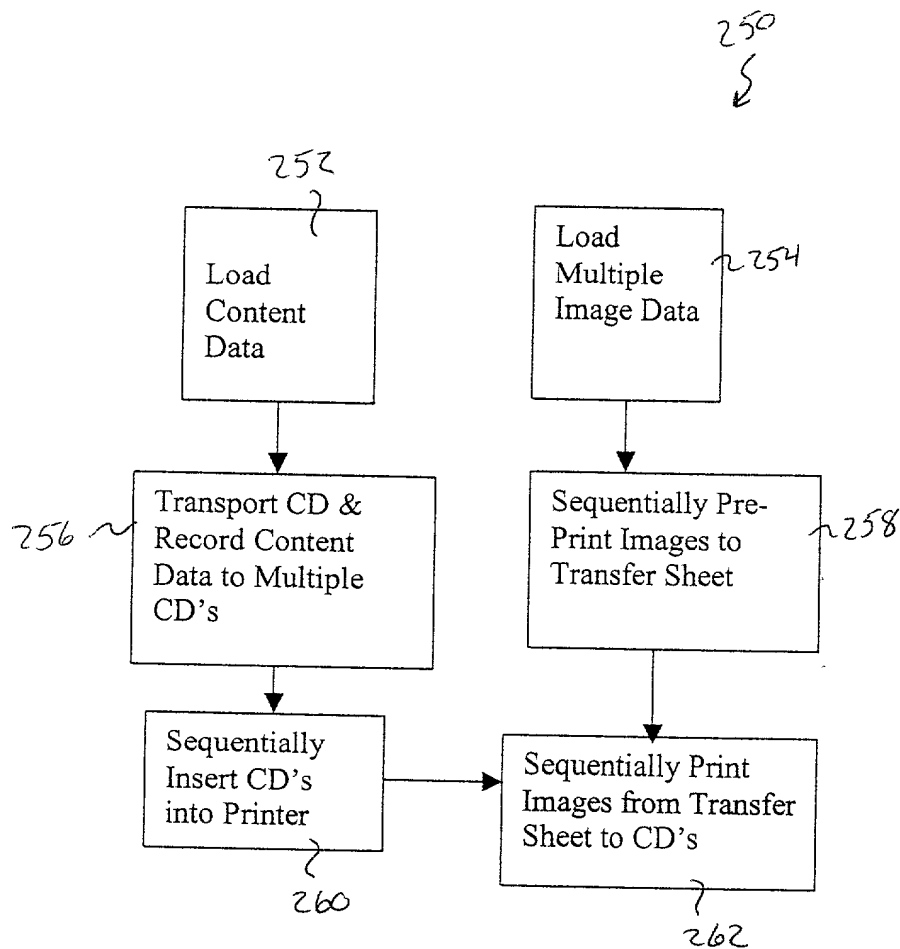 250
252
Load
Content
Data
Load
Multiple
Image Data
254
256
Transport CD &
Record Content
Data to Multiple
CD's
Sequentially Pre-
Print Images to
Transfer Sheet
258
Sequentially
Insert CD's
into Printer
260
Sequentially Print
Images from Transfer
Sheet to CD's
262